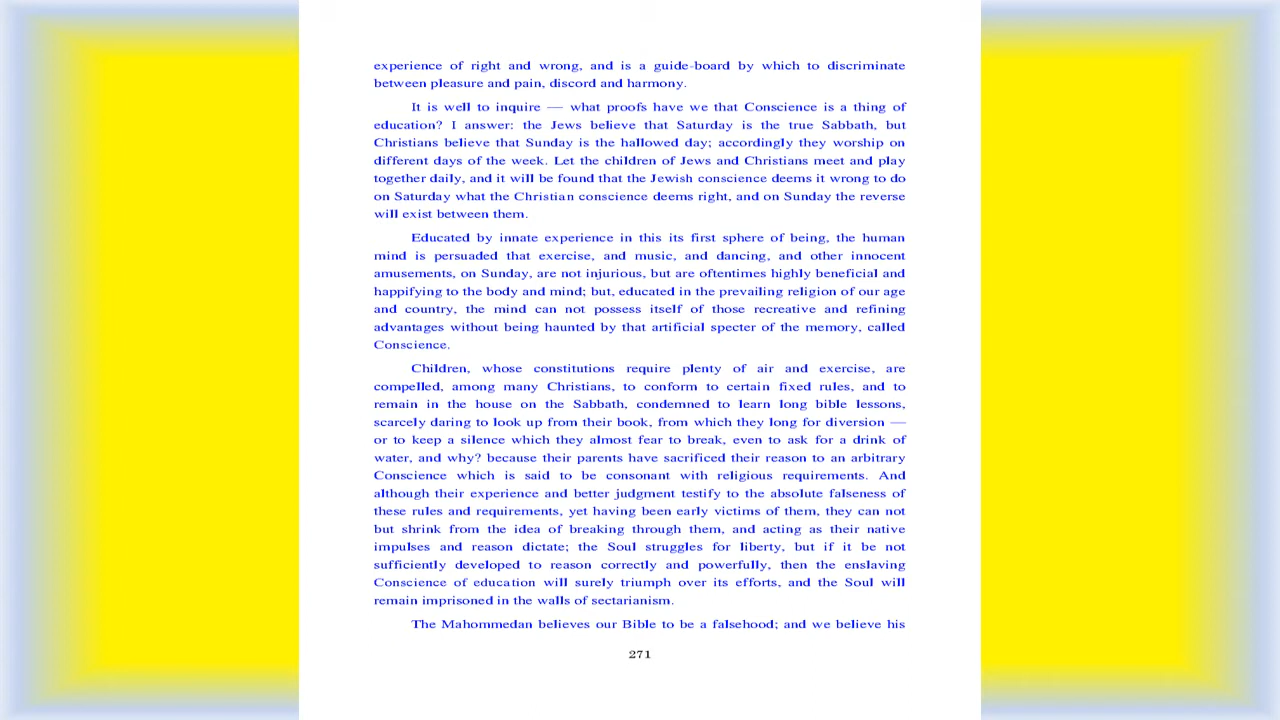 experience of right and wrong, and is a guide-board by which to discriminate
between pleasure and pain, discord and harmony.
It is well to inquire — what proofs have we that Conscience is a thing of
education? I answer: the Jews believe that Saturday is the true Sabbath, but
Christians believe that Sunday is the hallowed day; accordingly they worship on
different days of the week. Let the children of Jews and Christians meet and play
together daily, and it will be found that the Jewish conscience deems it wrong to do
on Saturday what the Christian conscience deems right, and on Sunday the reverse
will exist between them.
Educated by innate experience in this its first sphere of being, the human
mind is persuaded that exercise, and music, and dancing, and other innocent
amusements, on Sunday, are not injurious, but are oftentimes highly beneficial and
happifying to the body and mind; but, educated in the prevailing religion of our age
and country, the mind can not possess itself of those recreative and refining
advantages without being haunted by that artificial specter of the memory, called
Conscience.
Children, whose constitutions require plenty of air and exercise, are
compelled, among many Christians, to conform to certain fixed rules, and to
remain in the house on the Sabbath, condemned to learn long bible lessons,
scarcely daring to look up from their book, from which they long for diversion —
or to keep a silence which they almost fear to break, even to ask for a drink of
water, and why? because their parents have sacrificed their reason to an arbitrary
Conscience which is said to be consonant with religious requirements. And
although their experience and better judgment testify to the absolute falseness of
these rules and requirements, yet having been early victims of them, they can not
but shrink from the idea of breaking through them, and acting as their native
impulses and reason dictate; the Soul struggles for liberty, but if it be not
sufficiently developed to reason correctly and powerfully, then the enslaving
Conscience of education will surely triumph over its efforts, and the Soul will
remain imprisoned in the walls of sectarianism.
The Mahommedan believes our Bible to be a falsehood; and we believe his
271